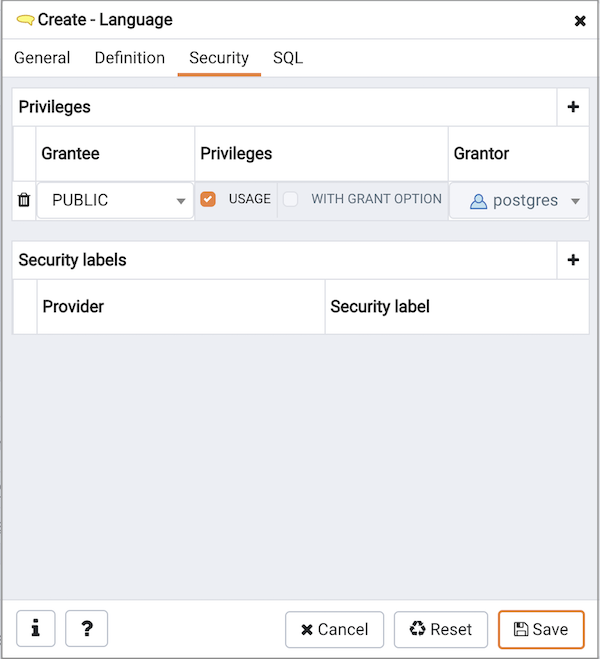 Create - Language
General Definition Security SQL
Privileges
Grantee Privileges Grantor
PUBLIC USAGE WITH GRANT OPTION postgres
Security labels
Provider Security label
Cancel Reset Save